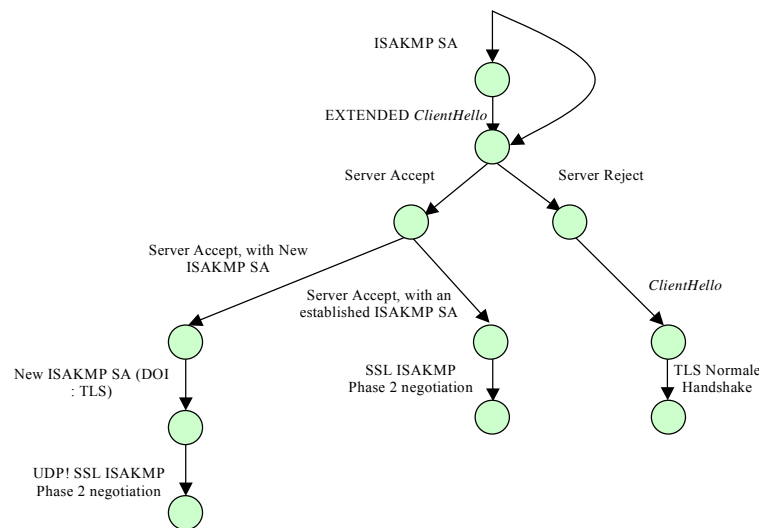 ISAKMP SA
EXTENDED ClientHello
Server Accept
Server Reject
Server Accept, with New
ISAKMP SA
Server Accept, with an
established ISAKMP SA
ClientHello
New ISAKMP SA (DOI
: TLS)
SSL ISAKMP
Phase 2 negotiation
TLS Normale
Handshake
UDP! SSL ISAKMP
Phase 2 negotiation